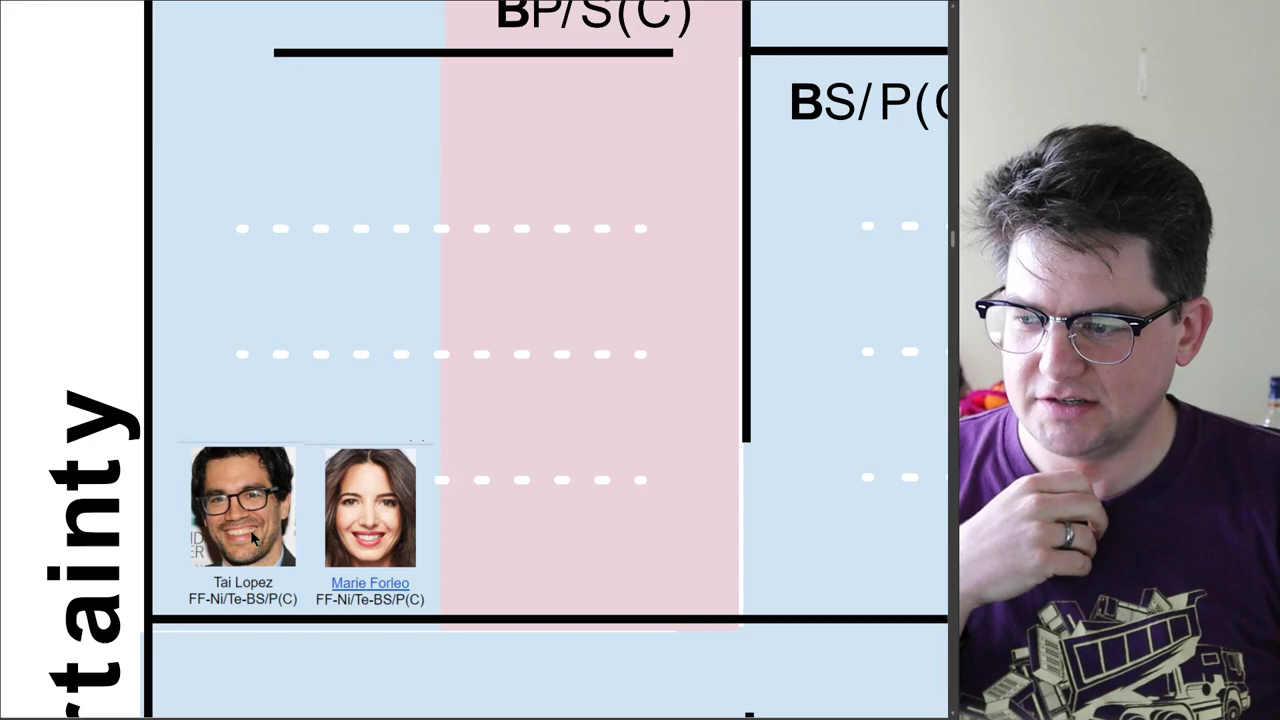 BP/S(C)
BS/P(C
rtainty
Tai Lopez
FF-Ni/Te-BS/P(C)
Marie Forleo
FF-Ni/Te-BS/P(C)